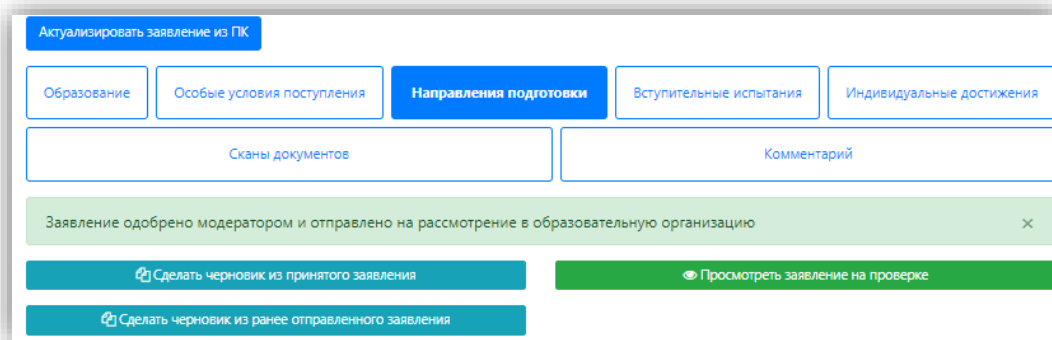 Актуализировать заявление из ПК
Образование
Особые условия поступления
Направления подготовки
Вступительные испытания
Индивидуальные достижения
Сканы документов
Комментарий
Заявление одобрено модератором и отправлено на рассмотрение в образовательную организацию ×
Сделать черновик из принятого заявления
Просмотреть заявление на проверке
Сделать черновик из ранее отправленного заявления